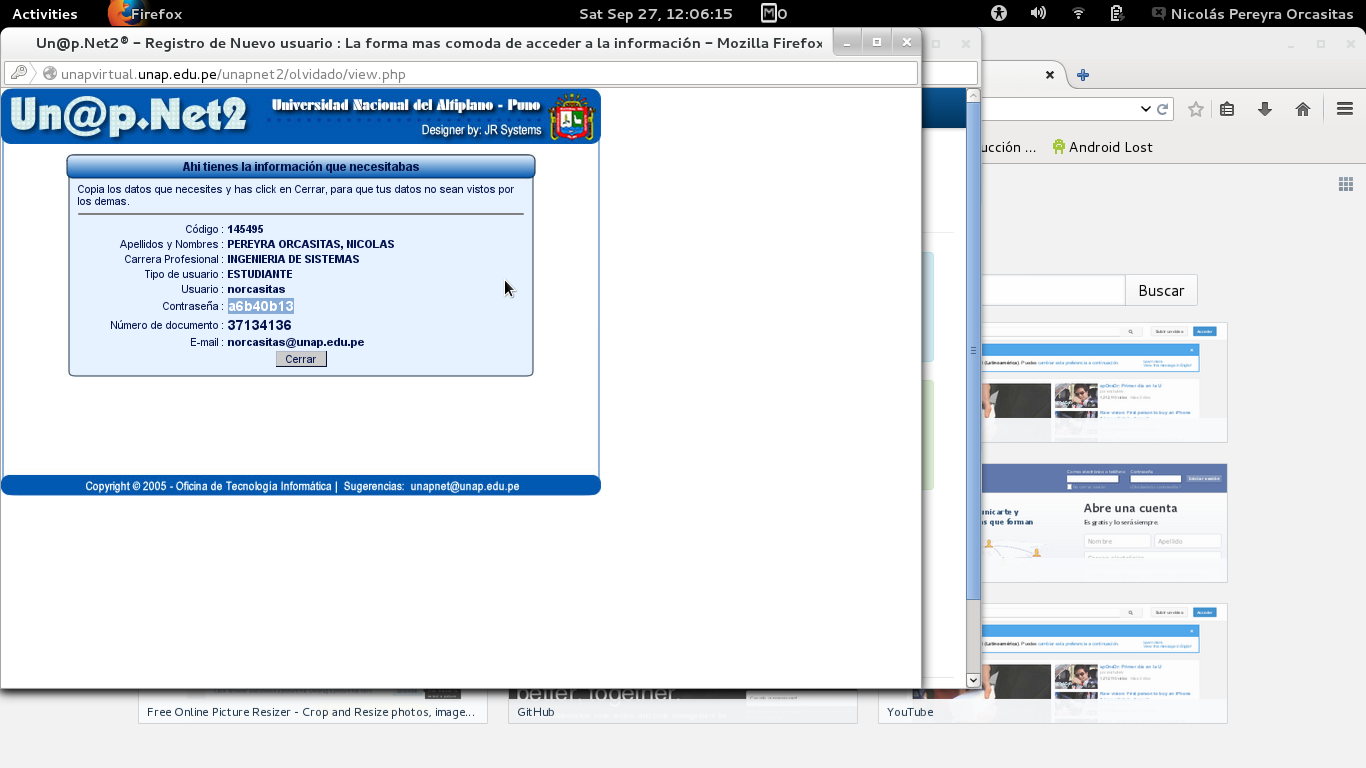 Activities
Firefox
Sat Sep 27, 12:06:15
Nicolás Pereyra Orcasitas
Un@p.Net2® - Registro de Nuevo usuario : La forma mas comoda de acceder a la información - Mozilla Firefox
unapvirtual.unap.edu.pe/unapnet2/olvidado/view.php
Un@p.Net2
Universidad Nacional del Altiplano - Puno
Designer by: JR Systems
Ahi tienes la información que necesitabas
Copia los datos que necesites y has click en Cerrar, para que tus datos no sean vistos por
los demas.
Código : 145495
Apellidos y Nombres : PEREYRA ORCASITAS, NICOLAS
Carrera Profesional : INGENIERIA DE SISTEMAS
Tipo de usuario : ESTUDIANTE
Usuario : norcasitas
Contraseña : a6b40b13
Número de documento : 37134136
E-mail : norcasitas@unap.edu.pe
Cerrar
Copyright © 2005 - Oficina de Tecnología Informática | Sugerencias: unapnet@unap.edu.pe
ucción ...
Android Lost
Buscar
Abre una cuenta
Es gratis y lo será siempre.
Nombre
Apellido
Free Online Picture Resizer - Crop and Resize photos, image...
GitHub
YouTube